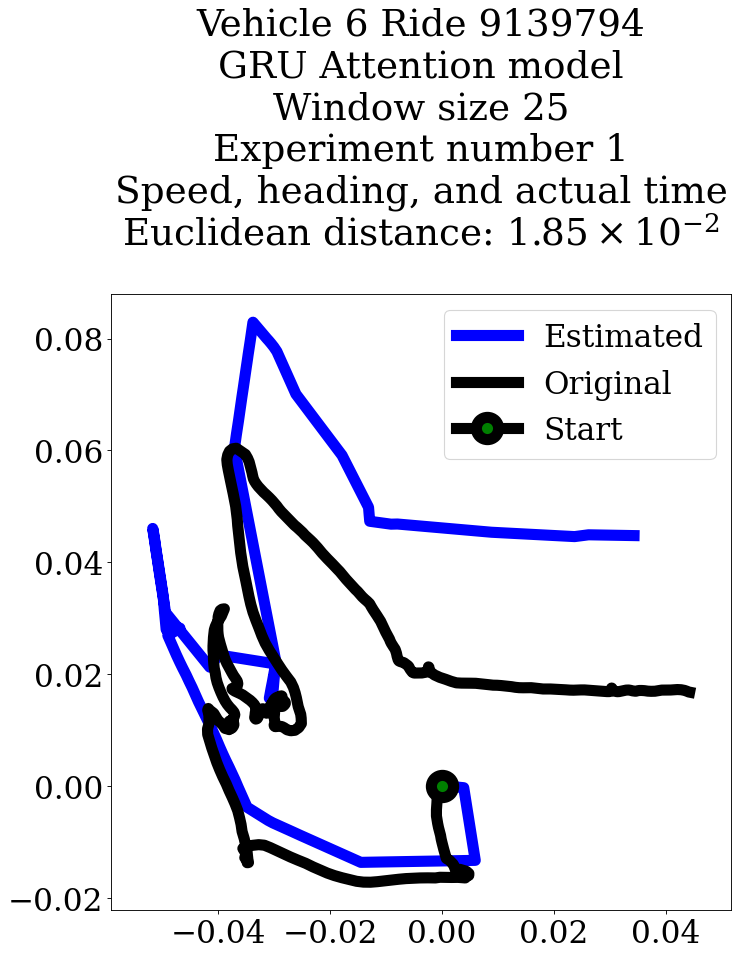 Vehicle 6 Ride 9139794
GRU Attention model
Window size 25
Experiment number 1
Speed, heading, and actual time
Euclidean distance: 1.85 × 10⁻²
Estimated
Original
Start
0.08
0.06
0.04
0.02
0.00
−0.02
−0.04 −0.02 0.00 0.02 0.04